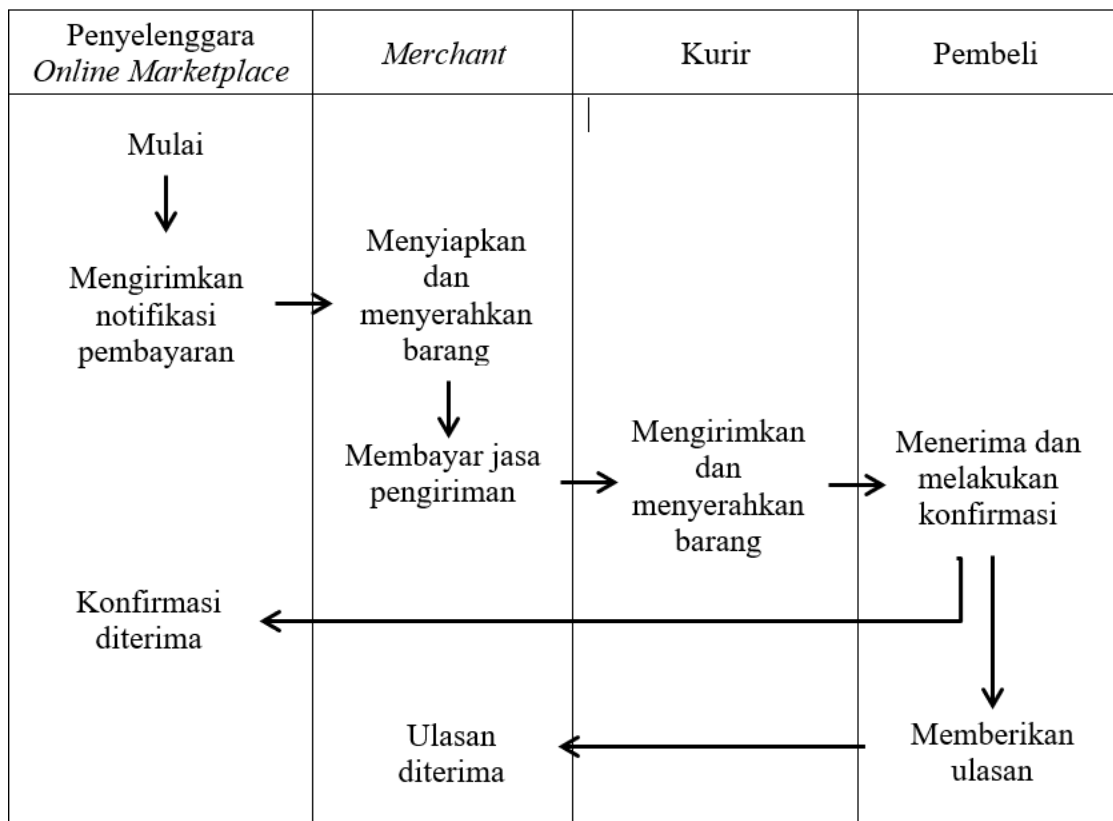 Penyelenggara
Online Marketplace
Merchant
Kurir
Pembeli
Mulai
Mengirimkan
notifikasi
pembayaran
Menyiapkan
dan
menyerahkan
barang
Membayar jasa
pengiriman
Mengirimkan
dan
menyerahkan
barang
Menerima dan
melakukan
konfirmasi
Konfirmasi
diterima
Memberikan
ulasan
Ulasan
diterima